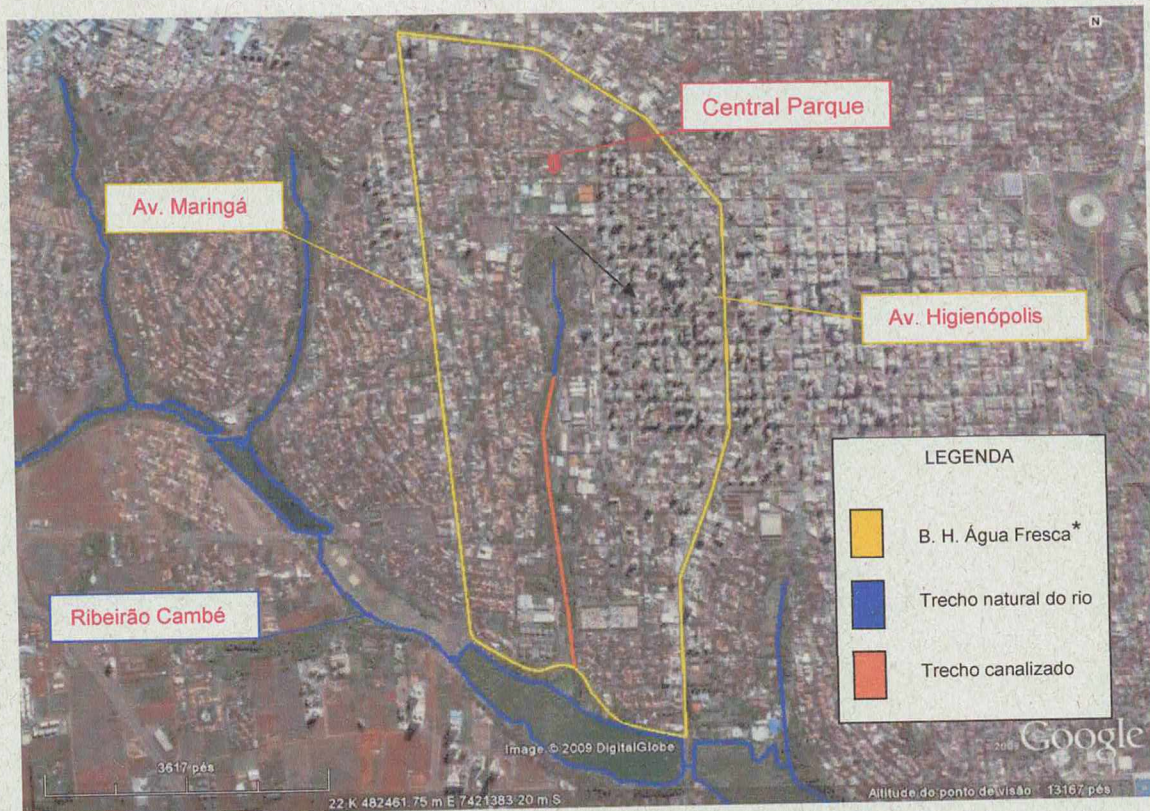 N
Central Parque
Av. Maringá
Av. Higienópolis
LEGENDA
B. H. Água Fresca*
Trecho natural do rio
Trecho canalizado
Ribeirão Cambé
Image © 2009 DigitalGlobe
Google
3617 pés
22 K 482461.75 m E 7421383.20 m S
Altitude do ponto de visão 13167 pés